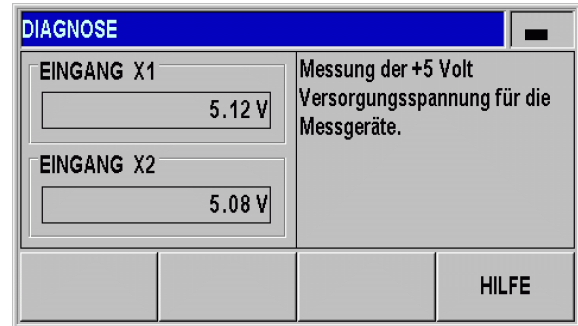 DIAGNOSE
EINGANG X1
5.12 V
EINGANG X2
5.08 V
Messung der +5 Volt
Versorgungsspannung für die
Messgeräte.
HILFE